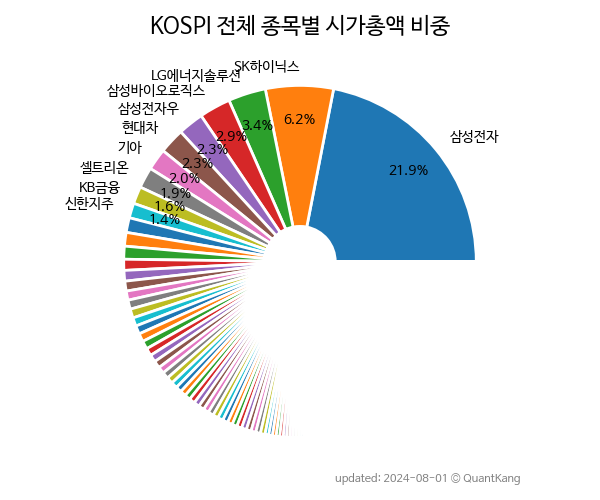 KOSPI 전체 종목별 시가총액 비중
삼성전자
21.9%
SK하이닉스
6.2%
LG에너지솔루션
3.4%
삼성바이오로직스
2.9%
삼성전자우
2.3%
현대차
2.3%
기아
2.0%
셀트리온
1.9%
KB금융
1.6%
신한지주
1.4%
updated: 2024-08-01 © QuantKang